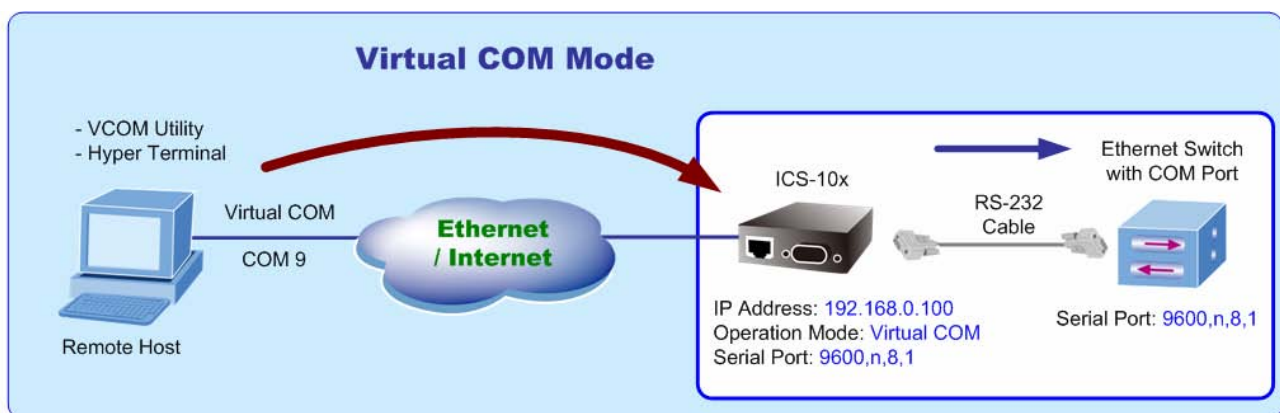 Virtual COM Mode
- VCOM Utility
- Hyper Terminal
Virtual COM
COM 9
Remote Host
Ethernet
/ Internet
ICS-10x
IP Address: 192.168.0.100
Operation Mode: Virtual COM
Serial Port: 9600,n,8,1
RS-232
Cable
Ethernet Switch
with COM Port
Serial Port: 9600,n,8,1